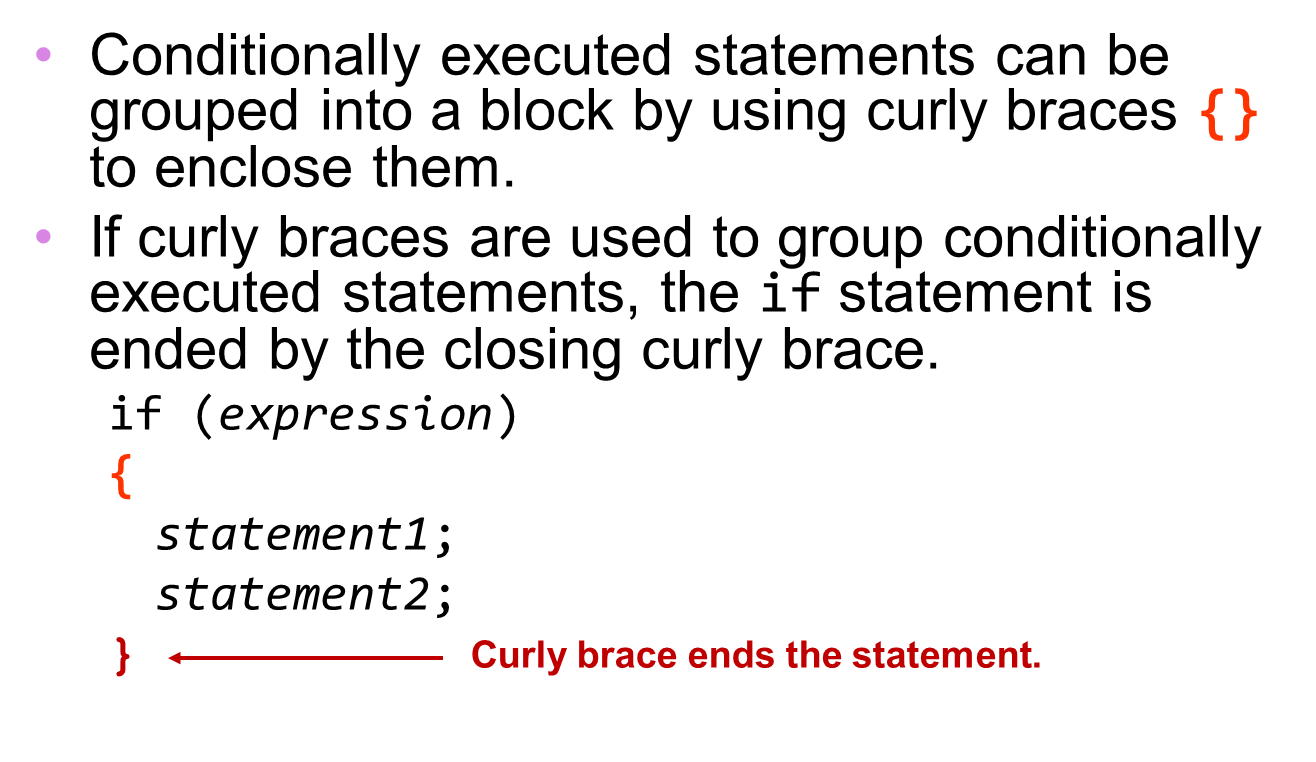 • Conditionally executed statements can be
grouped into a block by using curly braces {}
to enclose them.
• If curly braces are used to group conditionally
executed statements, the if statement is
ended by the closing curly brace.
if (expression)
{
statement1;
statement2;
}
Curly brace ends the statement.